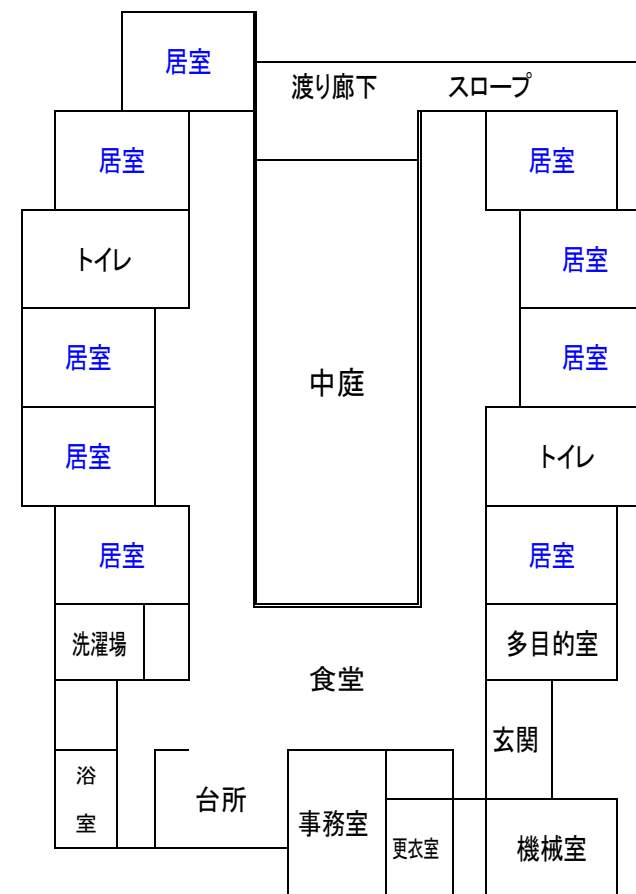 居室
渡り廊下
スロープ
居室
居室
トイレ
居室
居室
中庭
居室
居室
トイレ
居室
居室
洗濯場
多目的室
食堂
玄関
浴室
台所
事務室
更衣室
機械室